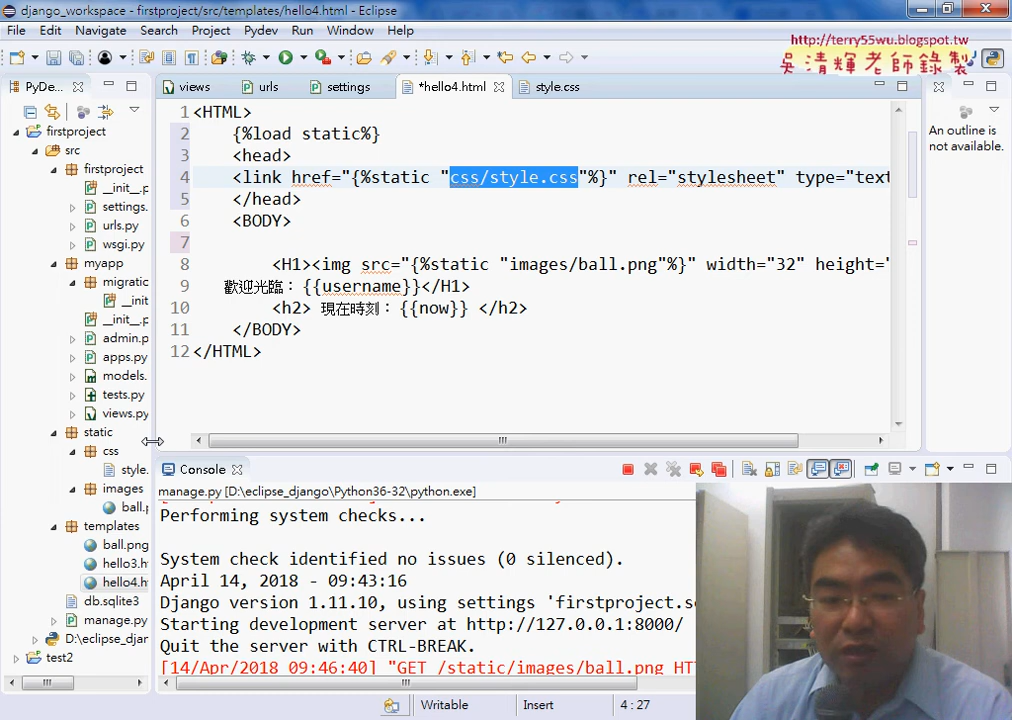 django_workspace - firstproject/src/templates/hello4.html - Eclipse
File Edit Navigate Search Project Pydev Run Window Help
http://terry55wu.blogspot.tw
吳清輝老師錄製
PyDe...
views urls settings *hello4.html style.css
firstproject
src
firstproject
__init__.p
settings.
urls.py
wsgi.py
myapp
migratic
__init
__init__.p
admin.p
apps.py
models.
tests.py
views.py
static
css
style.
images
ball.p
templates
ball.png
hello3.h
hello4.h
db.sqlite3
manage.py
D:\eclipse_djar
test2
1 <HTML>
2 {%load static%}
3 <head>
4 <link href="{%static "css/style.css"%}" rel="stylesheet" type="text
5 </head>
6 <BODY>
7
8 <H1><img src="{%static "images/ball.png"%}" width="32" height="
9 歡迎光臨：{{username}}</H1>
10 <h2> 現在時刻：{{now}} </h2>
11 </BODY>
12 </HTML>
An outline is
not available.
Console
manage.py [D:\eclipse_django\Python36-32\python.exe]
Performing system checks...
System check identified no issues (0 silenced).
April 14, 2018 - 09:43:16
Django version 1.11.10, using settings 'firstproject.se
Starting development server at http://127.0.0.1:8000/
Quit the server with CTRL-BREAK.
[14/Apr/2018 09:46:40] "GET /static/images/ball.png HTT
Writable Insert 4 : 27